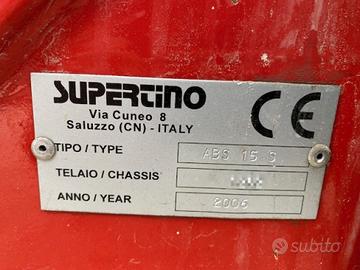 SUPERTINO
Via Cuneo 8
Saluzzo (CN) - ITALY
CE
TIPO / TYPE ABS 15 S
TELAIO / CHASSIS
ANNO / YEAR 2006
subito